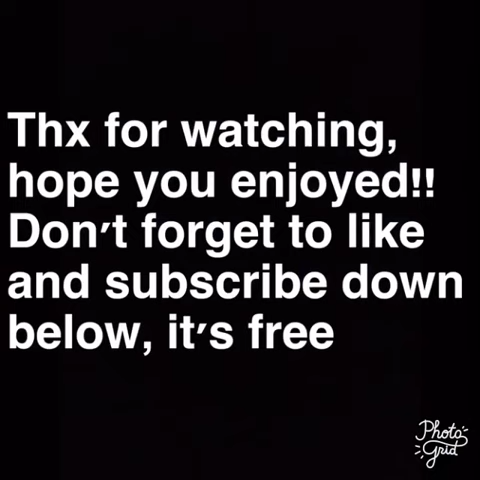 Thx for watching,
hope you enjoyed!!
Don't forget to like
and subscribe down
below, it's free
Photo
Grid